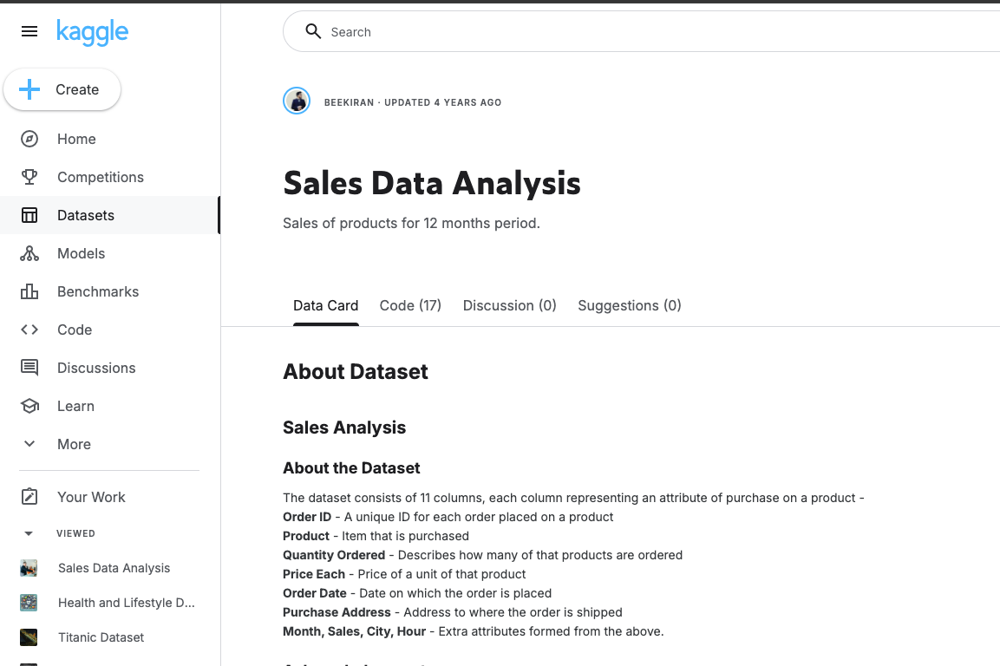 kaggle
Search
Create
Home
Competitions
Datasets
Models
Benchmarks
Code
Discussions
Learn
More
Your Work
VIEWED
Sales Data Analysis
Health and Lifestyle D...
Titanic Dataset
BEEKIRAN · UPDATED 4 YEARS AGO
Sales Data Analysis
Sales of products for 12 months period.
Data Card Code (17) Discussion (0) Suggestions (0)
About Dataset
Sales Analysis
About the Dataset
The dataset consists of 11 columns, each column representing an attribute of purchase on a product -
Order ID - A unique ID for each order placed on a product
Product - Item that is purchased
Quantity Ordered - Describes how many of that products are ordered
Price Each - Price of a unit of that product
Order Date - Date on which the order is placed
Purchase Address - Address to where the order is shipped
Month, Sales, City, Hour - Extra attributes formed from the above.